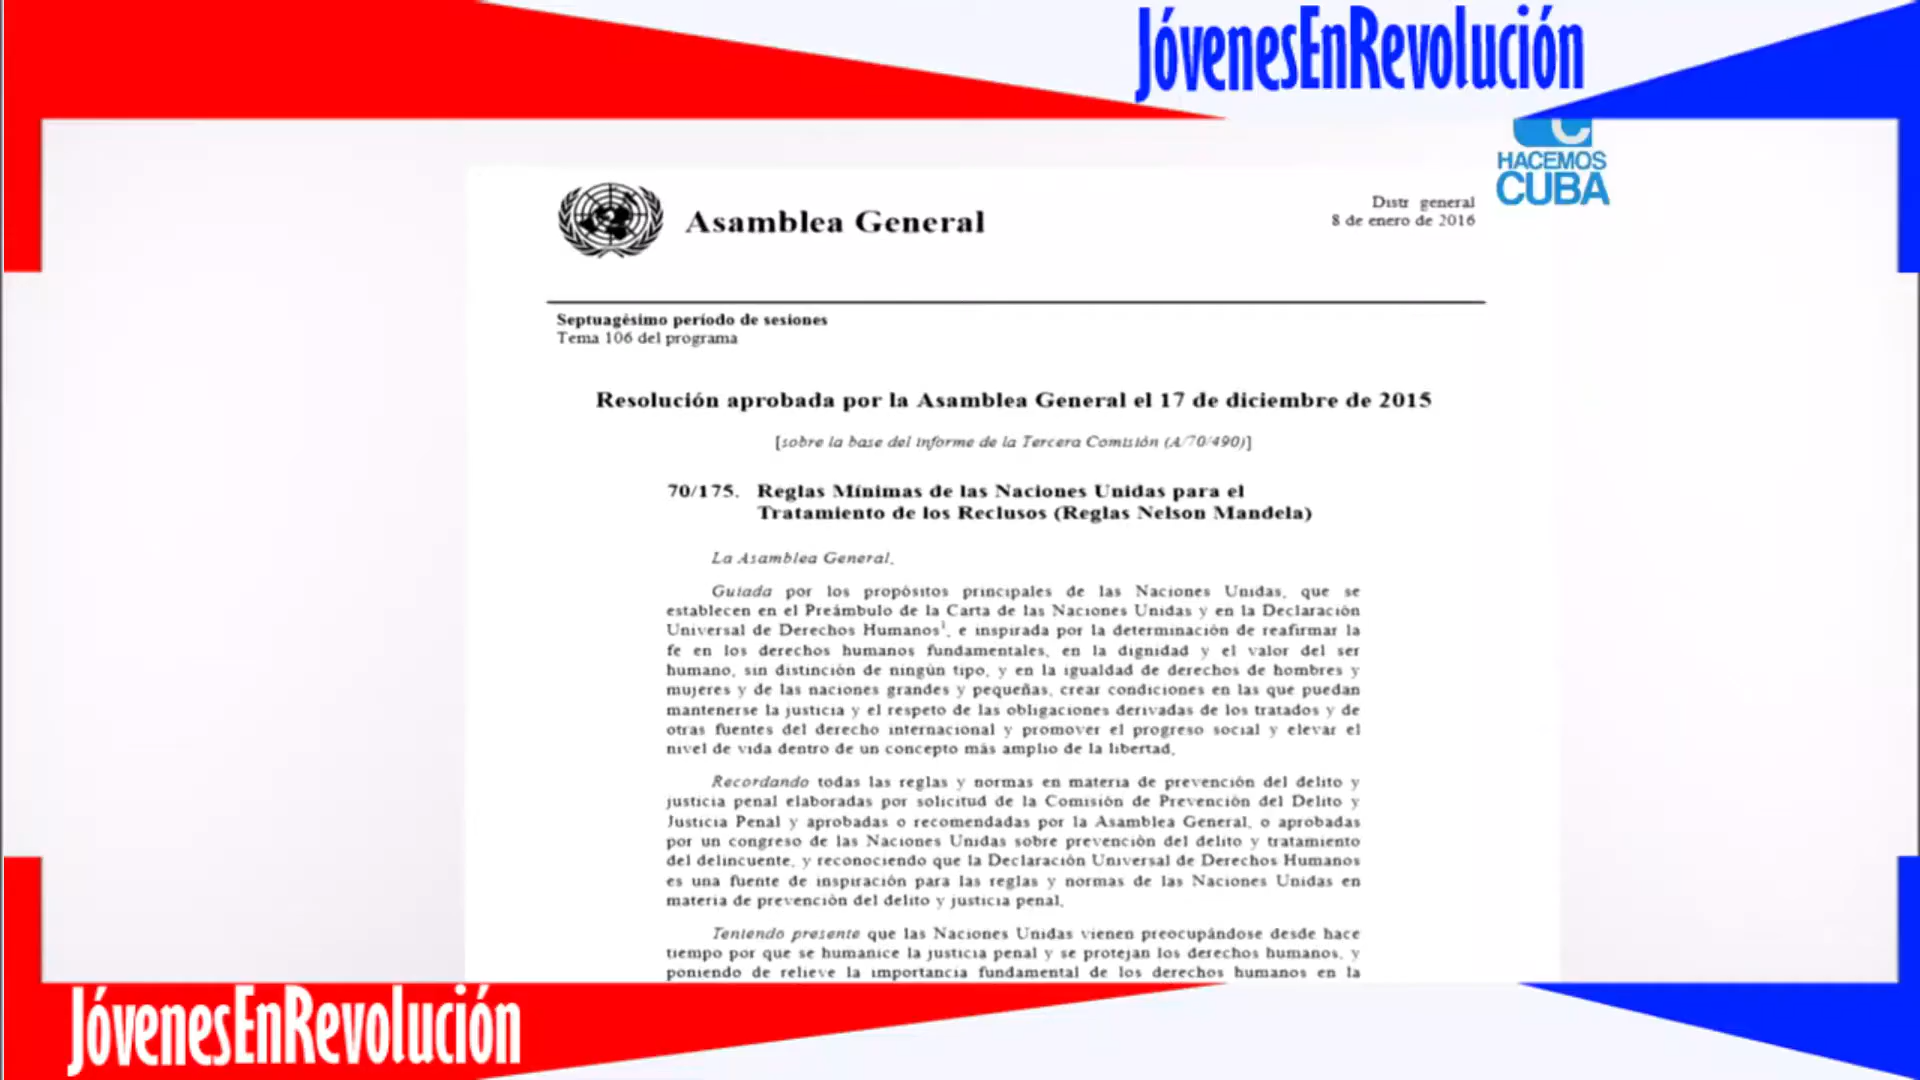 JóvenesEnRevolución
HACEMOS
CUBA
Asamblea General
Distr general
8 de enero de 2016
Septuagésimo período de sesiones
Tema 106 del programa
Resolución aprobada por la Asamblea General el 17 de diciembre de 2015
[sobre la base del informe de la Tercera Comisión (A/70/490)]
70/175. Reglas Mínimas de las Naciones Unidas para el
Tratamiento de los Reclusos (Reglas Nelson Mandela)
La Asamblea General,
Guiada por los propósitos principales de las Naciones Unidas, que se
establecen en el Preámbulo de la Carta de las Naciones Unidas y en la Declaración
Universal de Derechos Humanos¹, e inspirada por la determinación de reafirmar la
fe en los derechos humanos fundamentales, en la dignidad y el valor del ser
humano, sin distinción de ningún tipo, y en la igualdad de derechos de hombres y
mujeres y de las naciones grandes y pequeñas, crear condiciones en las que puedan
mantenerse la justicia y el respeto de las obligaciones derivadas de los tratados y de
otras fuentes del derecho internacional y promover el progreso social y elevar el
nivel de vida dentro de un concepto más amplio de la libertad,
Recordando todas las reglas y normas en materia de prevención del delito y
justicia penal elaboradas por solicitud de la Comisión de Prevención del Delito y
Justicia Penal y aprobadas o recomendadas por la Asamblea General, o aprobadas
por un congreso de las Naciones Unidas sobre prevención del delito y tratamiento
del delincuente, y reconociendo que la Declaración Universal de Derechos Humanos
es una fuente de inspiración para las reglas y normas de las Naciones Unidas en
materia de prevención del delito y justicia penal,
Teniendo presente que las Naciones Unidas vienen preocupándose desde hace
tiempo por que se humanice la justicia penal y se protejan los derechos humanos, y
poniendo de relieve la importancia fundamental de los derechos humanos en la
JóvenesEnRevolución